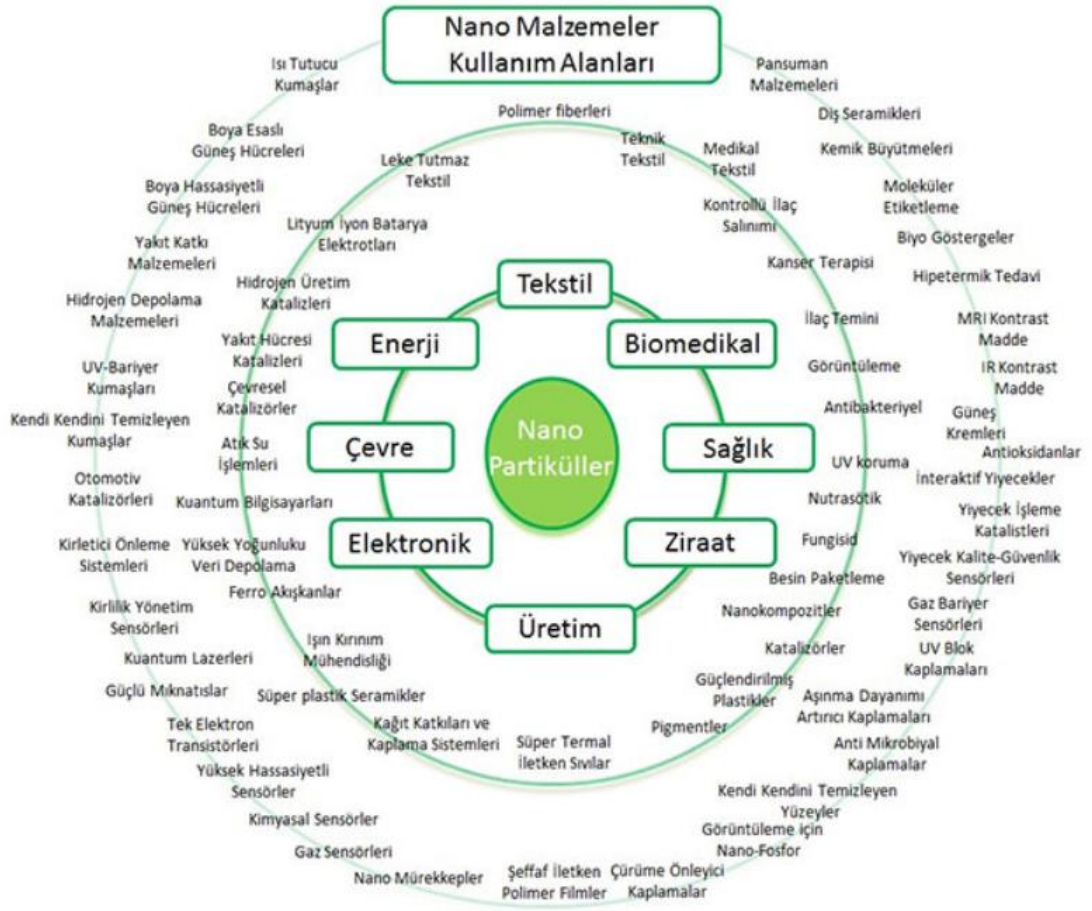 Nano Malzemeler
Kullanım Alanları
Isı Tutucu
Kumaşlar
Pansuman
Malzemeleri
Polimer fiberleri
Diş Seramikleri
Boya Esaslı
Güneş Hücreleri
Teknik
Tekstil
Medikal
Tekstil
Kemik Büyütmeleri
Leke Tutmaz
Tekstil
Boya Hassasiyetli
Güneş Hücreleri
Moleküler
Etiketleme
Kontrollü İlaç
Salınımı
Lityum İyon Batarya
Elektrotları
Biyo Göstergeler
Yakıt Katkı
Malzemeleri
Kanser Terapisi
Hipetermik Tedavi
Hidrojen Üretim
Katalizleri
Tekstil
Hidrojen Depolama
Malzemeleri
İlaç Temini
MRI Kontrast
Madde
Yakıt Hücresi
Katalizleri
Enerji
Biomedikal
Görüntüleme
IR Kontrast
Madde
UV-Bariyer
Kumaşları
Çevresel
Katalizörler
Antibakteriyel
Güneş
Kremleri
Kendi Kendini Temizleyen
Kumaşlar
Nano
Partiküller
Atık Su
İşlemleri
Çevre
Sağlık
Antioksidanlar
UV koruma
İnteraktif Yiyecekler
Otomotiv
Katalizörleri
Kuantum Bilgisayarları
Nutrasötik
Yiyecek İşleme
Katalistleri
Elektronik
Ziraat
Fungisid
Kirletici Önleme
Sistemleri
Yüksek Yoğunluku
Veri Depolama
Yiyecek Kalite-Güvenlik
Sensörleri
Besin Paketleme
Ferro Akışkanlar
Kirlilik Yönetim
Sensörleri
Nanokompozitler
Gaz Bariyer
Sensörleri
Üretim
Işın Kırınım
Mühendisliği
Katalizörler
UV Blok
Kaplamaları
Kuantum Lazerleri
Güçlü Mıknatıslar
Süper plastik Seramikler
Güçlendirilmiş
Plastikler
Aşınma Dayanımı
Artırıcı Kaplamaları
Tek Elektron
Transistörleri
Kağıt Katkıları ve
Kaplama Sistemleri
Süper Termal
İletken Sıvılar
Pigmentler
Anti Mikrobiyal
Kaplamalar
Yüksek Hassasiyetli
Sensörler
Kendi Kendini Temizleyen
Yüzeyler
Kimyasal Sensörler
Görüntüleme için
Nano-Fosfor
Gaz Sensörleri
Nano Mürekkepler
Şeffaf İletken
Polimer Filmler
Çürüme Önleyici
Kaplamalar